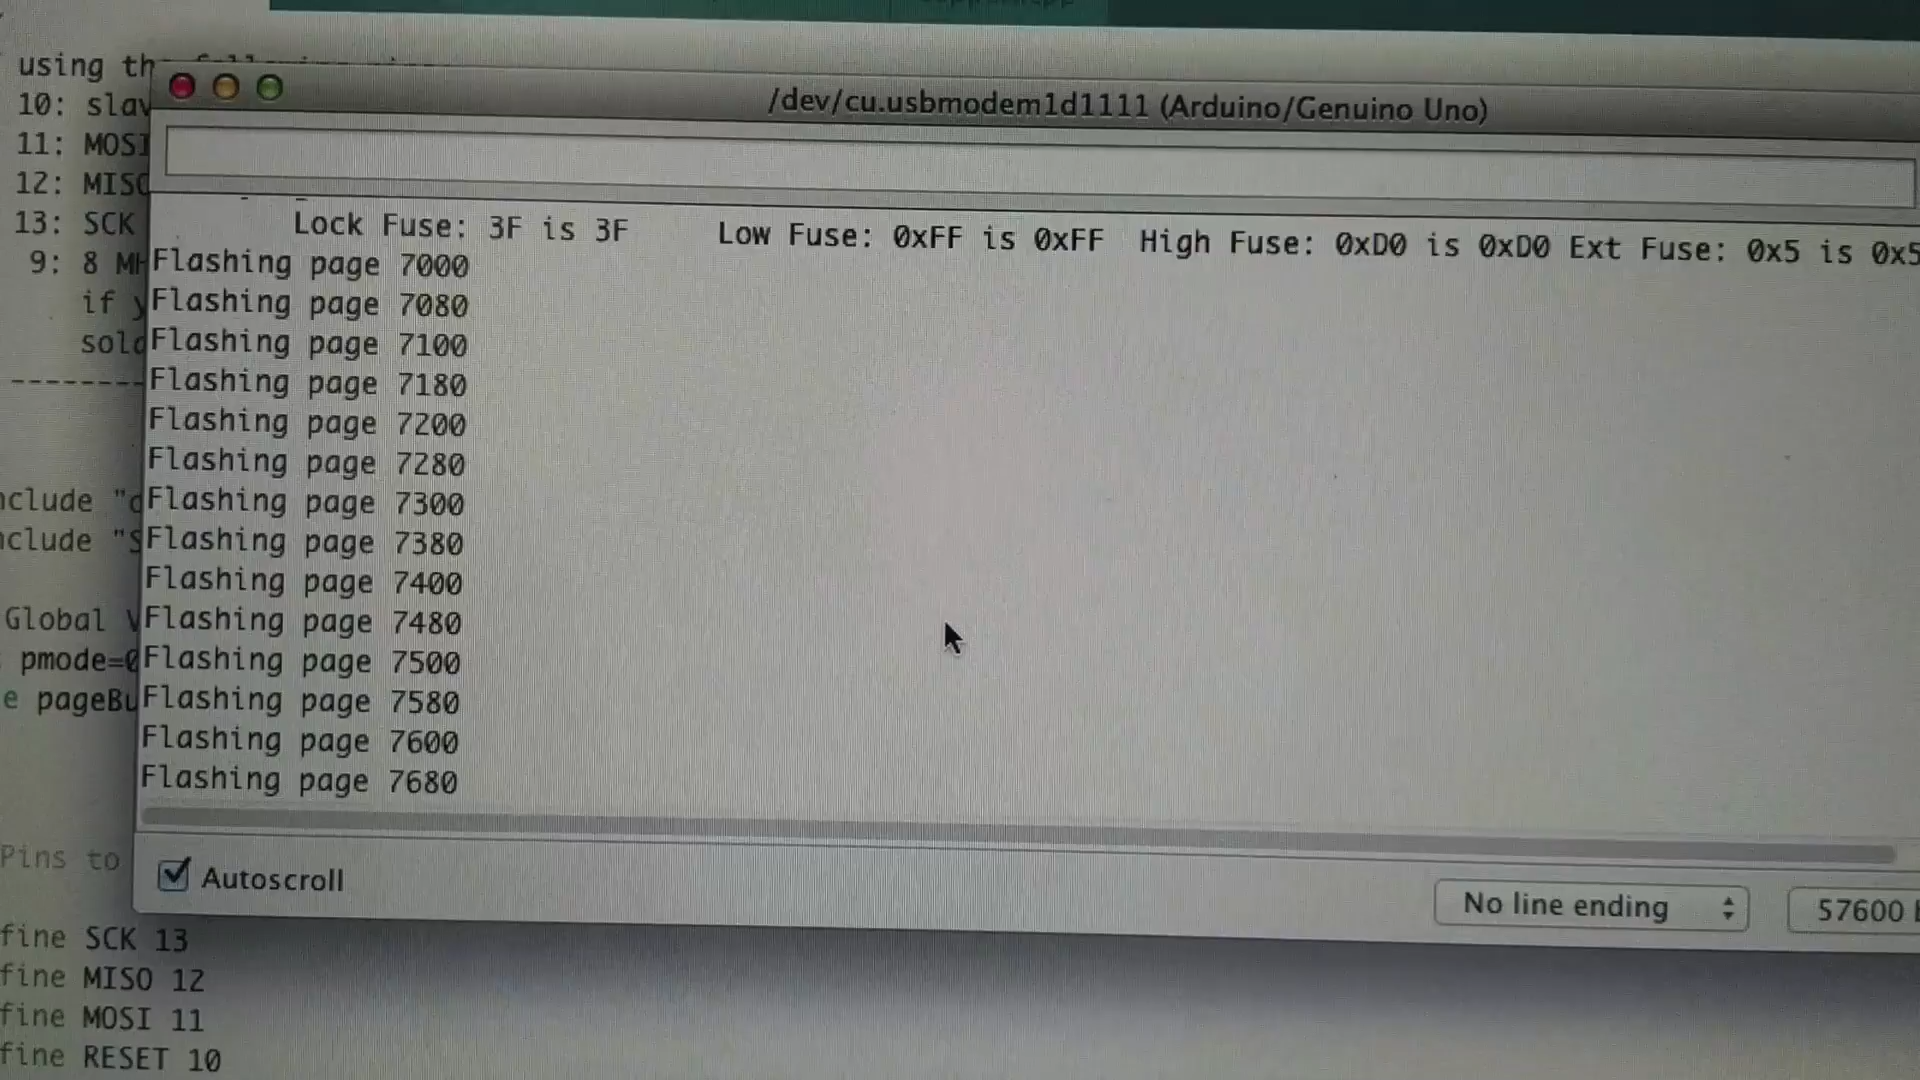 using th
10: slav
11: MOSI
12: MISO
13: SCK
9: 8 MH
if y
sold
--------
nclude "d
nclude "S
Global V
pmode=0
e pageBu
Pins to
fine SCK 13
fine MISO 12
fine MOSI 11
fine RESET 10
/dev/cu.usbmodem1d1111 (Arduino/Genuino Uno)
Lock Fuse: 3F is 3F Low Fuse: 0xFF is 0xFF High Fuse: 0xD0 is 0xD0 Ext Fuse: 0x5 is 0x5
Flashing page 7000
Flashing page 7080
Flashing page 7100
Flashing page 7180
Flashing page 7200
Flashing page 7280
Flashing page 7300
Flashing page 7380
Flashing page 7400
Flashing page 7480
Flashing page 7500
Flashing page 7580
Flashing page 7600
Flashing page 7680
Autoscroll
No line ending
57600